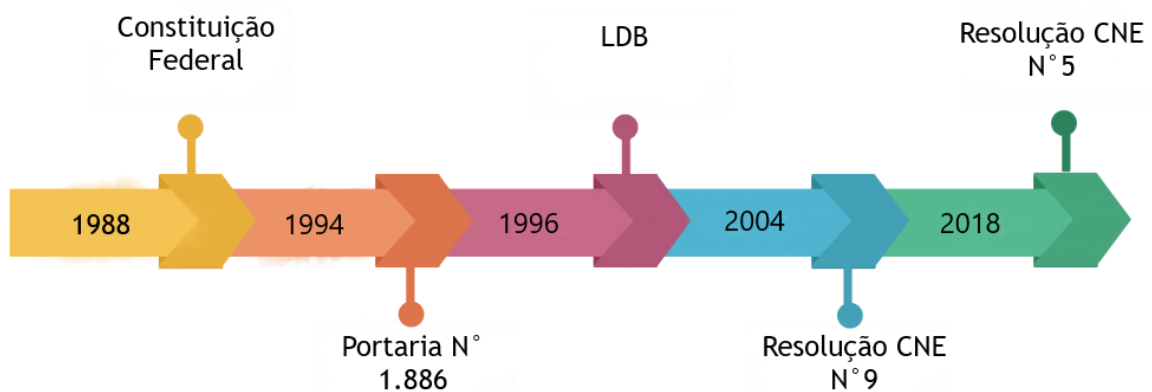 Constituição
Federal
LDB
Resolução CNE
N°5
1988
1994
1996
2004
2018
Portaria N°
1.886
Resolução CNE
N°9